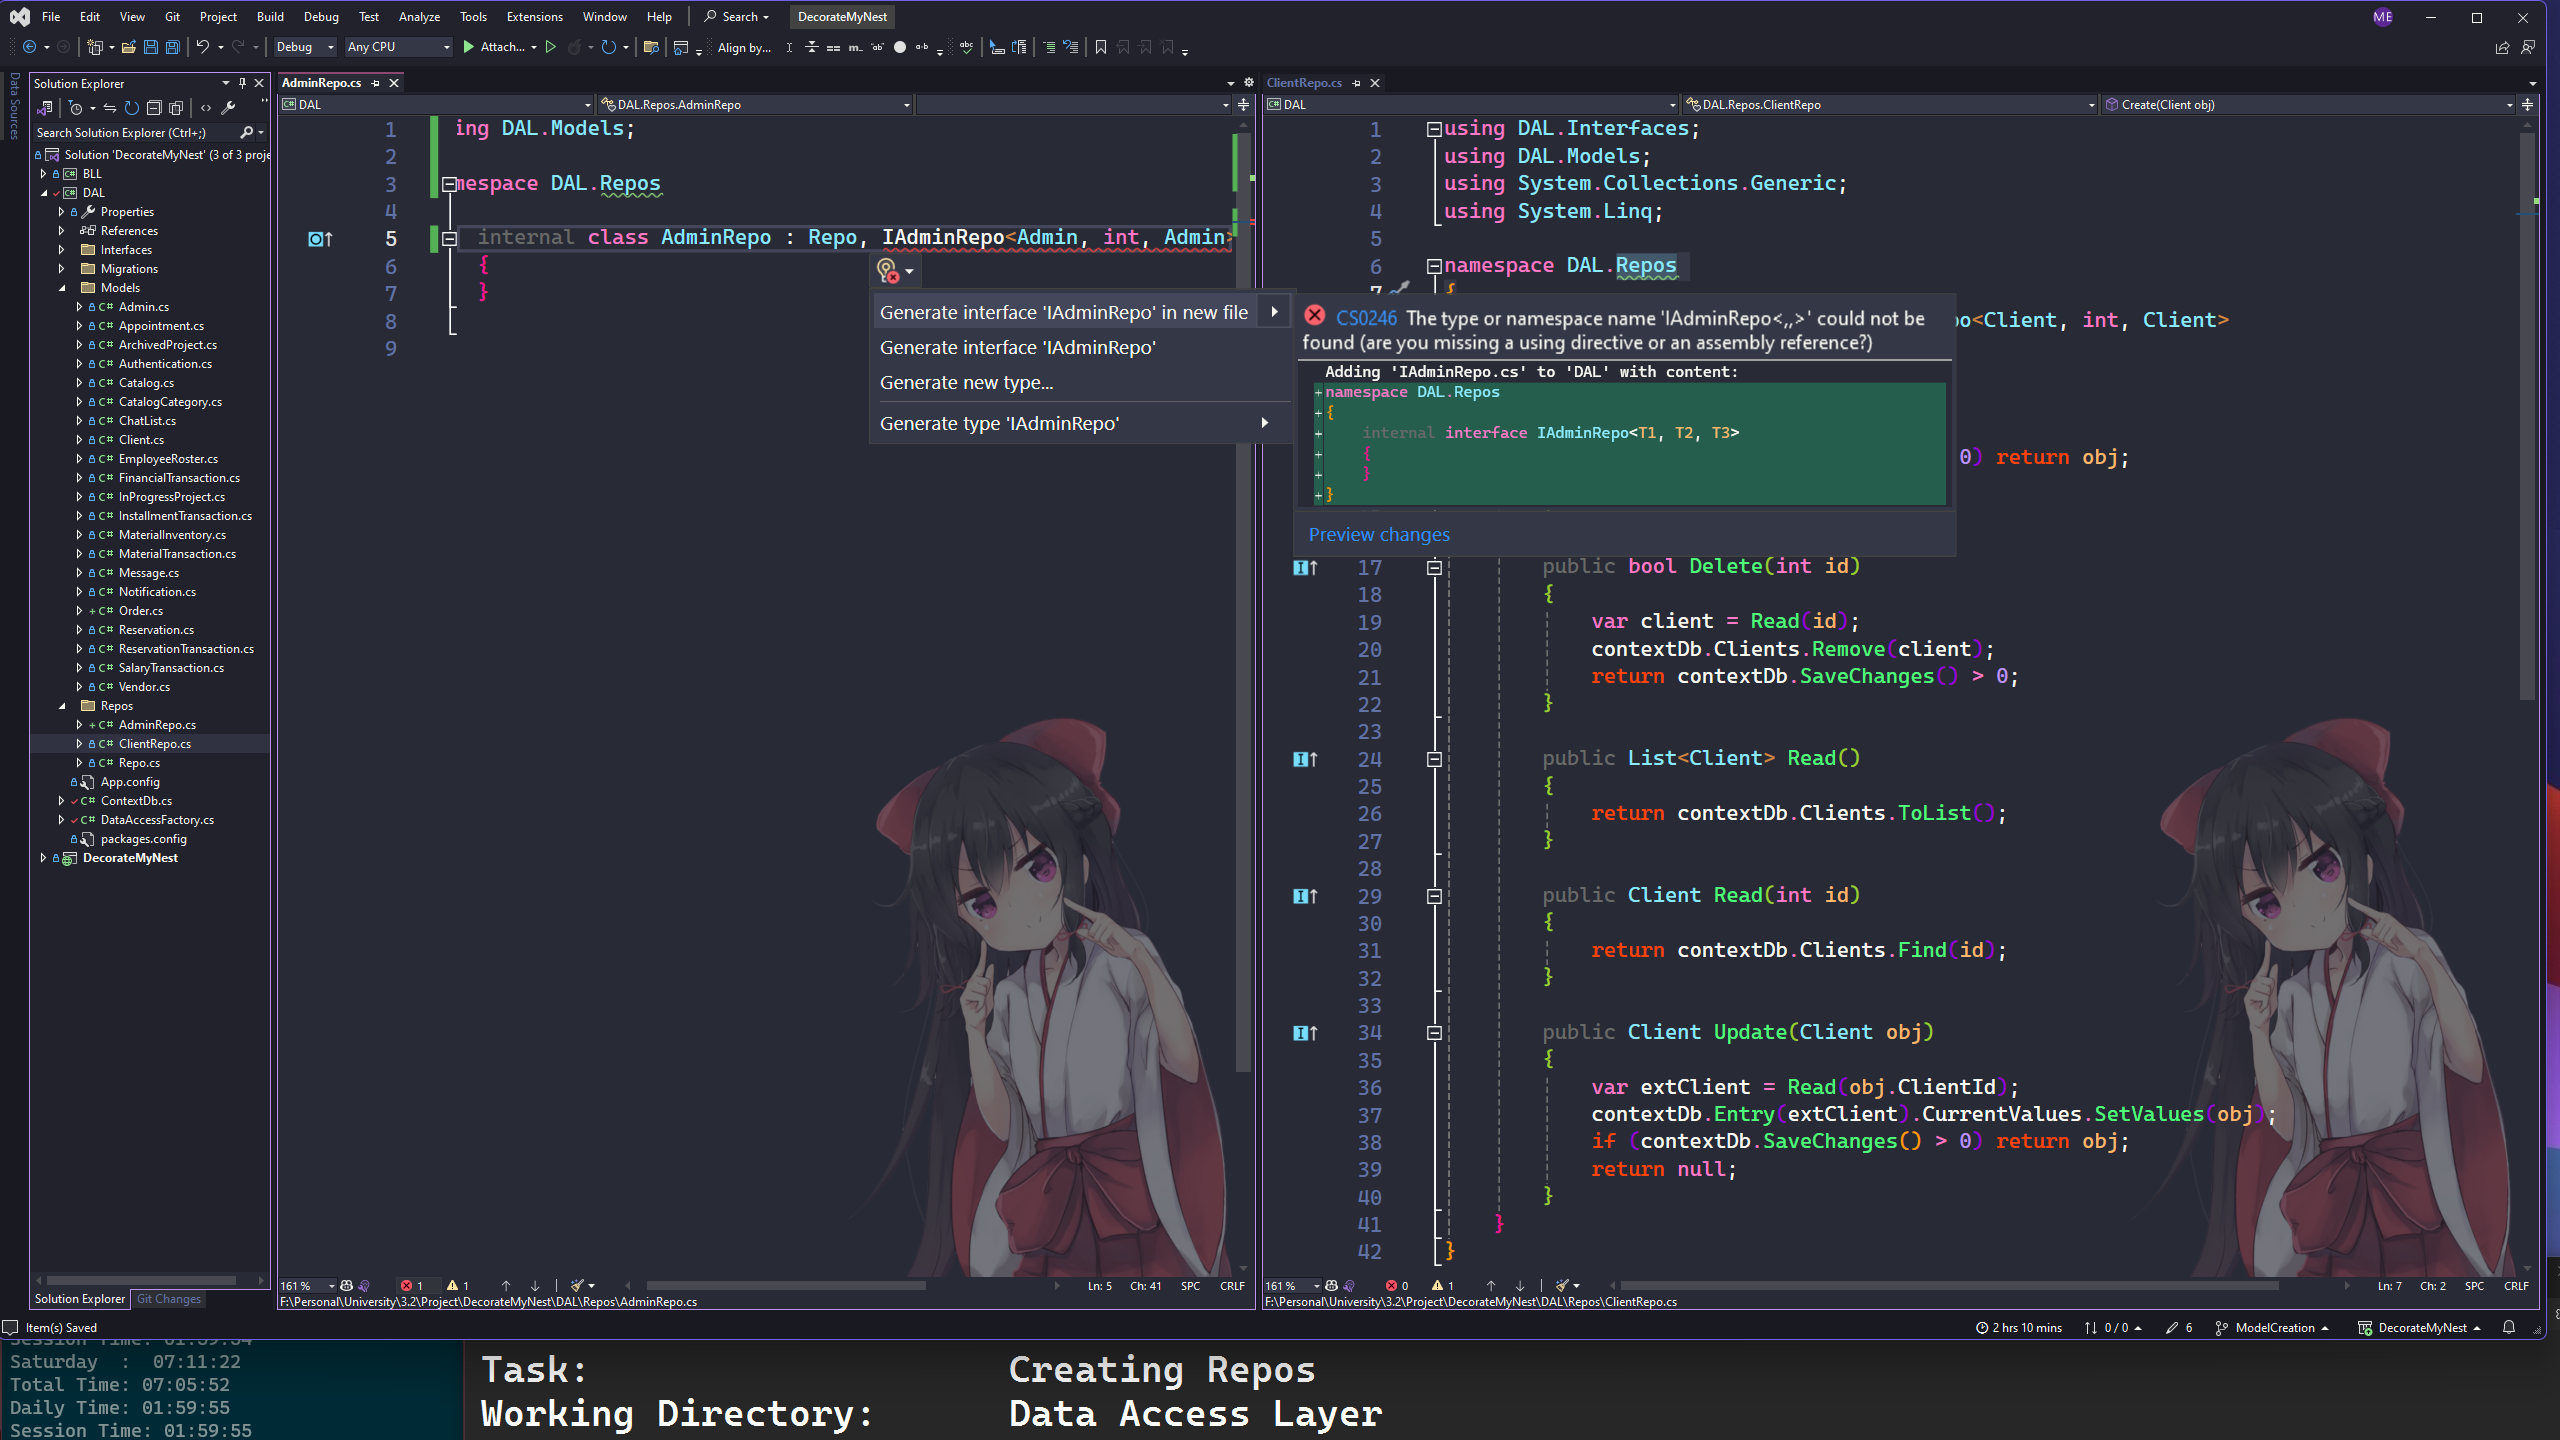 File Edit View Git Project Build Debug Test Analyze Tools Extensions Window Help Search DecorateMyNest ME
Debug Any CPU Attach... Align by...
Data Sources
Solution Explorer
Search Solution Explorer (Ctrl+;)
Solution 'DecorateMyNest' (3 of 3 proje
BLL
DAL
Properties
References
Interfaces
Migrations
Models
C# Admin.cs
C# Appointment.cs
C# ArchivedProject.cs
C# Authentication.cs
C# Catalog.cs
C# CatalogCategory.cs
C# ChatList.cs
C# Client.cs
C# EmployeeRoster.cs
C# FinancialTransaction.cs
C# InProgressProject.cs
C# InstallmentTransaction.cs
C# MaterialInventory.cs
C# MaterialTransaction.cs
C# Message.cs
C# Notification.cs
+ C# Order.cs
C# Reservation.cs
C# ReservationTransaction.cs
C# SalaryTransaction.cs
C# Vendor.cs
Repos
+ C# AdminRepo.cs
C# ClientRepo.cs
C# Repo.cs
App.config
C# ContextDb.cs
C# DataAccessFactory.cs
packages.config
DecorateMyNest
Solution Explorer Git Changes
AdminRepo.cs
DAL DAL.Repos.AdminRepo
1 ing DAL.Models;
2
3 mespace DAL.Repos
4
5 internal class AdminRepo : Repo, IAdminRepo<Admin, int, Admin>
6 {
7 }
8
9
Generate interface 'IAdminRepo' in new file
Generate interface 'IAdminRepo'
Generate new type...
Generate type 'IAdminRepo'
CS0246 The type or namespace name 'IAdminRepo<,,>' could not be
found (are you missing a using directive or an assembly reference?)
Adding 'IAdminRepo.cs' to 'DAL' with content:
+namespace DAL.Repos
+{
+ internal interface IAdminRepo<T1, T2, T3>
+ {
+ }
+}
Preview changes
161 % 1 1 Ln: 5 Ch: 41 SPC CRLF
F:\Personal\University\3.2\Project\DecorateMyNest\DAL\Repos\AdminRepo.cs
ClientRepo.cs
DAL DAL.Repos.ClientRepo Create(Client obj)
1 using DAL.Interfaces;
2 using DAL.Models;
3 using System.Collections.Generic;
4 using System.Linq;
5
6 namespace DAL.Repos
7 {
o<Client, int, Client>
0) return obj;
17 public bool Delete(int id)
18 {
19 var client = Read(id);
20 contextDb.Clients.Remove(client);
21 return contextDb.SaveChanges() > 0;
22 }
23
24 public List<Client> Read()
25 {
26 return contextDb.Clients.ToList();
27 }
28
29 public Client Read(int id)
30 {
31 return contextDb.Clients.Find(id);
32 }
33
34 public Client Update(Client obj)
35 {
36 var extClient = Read(obj.ClientId);
37 contextDb.Entry(extClient).CurrentValues.SetValues(obj);
38 if (contextDb.SaveChanges() > 0) return obj;
39 return null;
40 }
41 }
42 }
161 % 0 1 Ln: 7 Ch: 2 SPC CRLF
F:\Personal\University\3.2\Project\DecorateMyNest\DAL\Repos\ClientRepo.cs
Item(s) Saved 2 hrs 10 mins 0 / 0 6 ModelCreation DecorateMyNest
Session Time: 01:59:54
Saturday : 07:11:22
Total Time: 07:05:52
Daily Time: 01:59:55
Session Time: 01:59:55
Task: Creating Repos
Working Directory: Data Access Layer